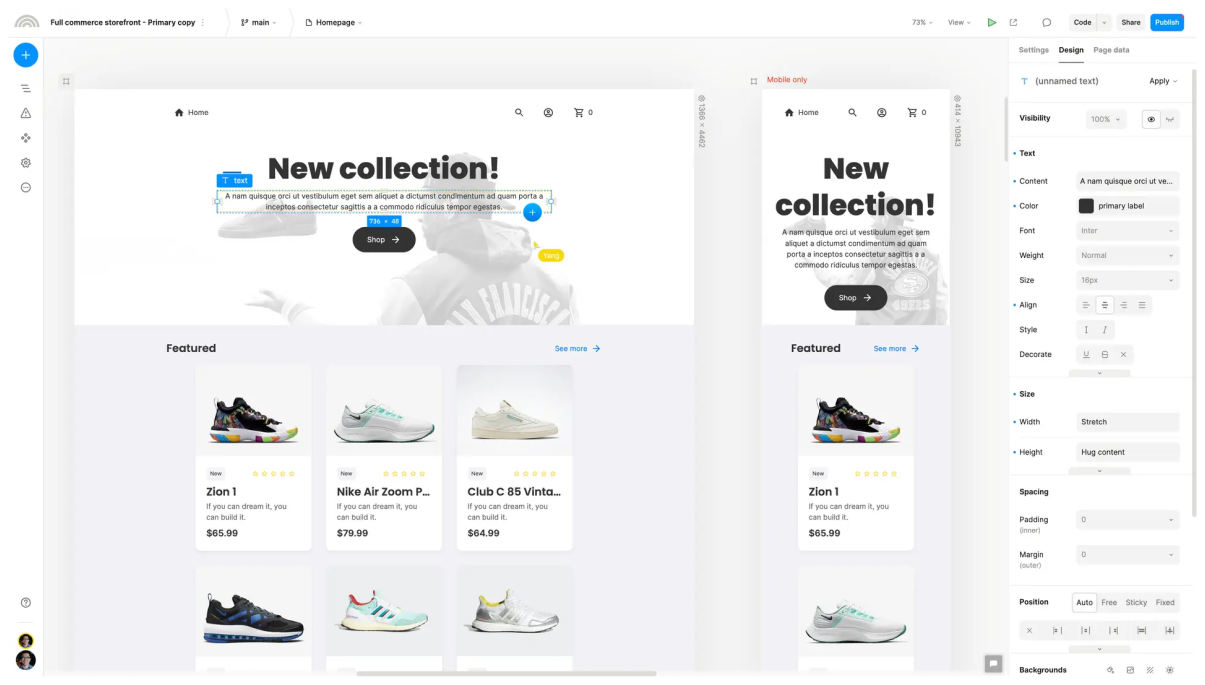 Full commerce storefront - Primary copy
main
Homepage
73%
View
Code
Share
Publish
Mobile only
Home
0
1366 × 4462
New collection!
text
A nam quisque orci ut vestibulum eget sem aliquet a dictumst condimentum ad quam porta a
inceptos consectetur sagittis a a commodo ridiculus tempor egestas.
736 × 48
Shop
Yang
Featured
See more
New
Zion 1
If you can dream it, you
can build it.
$65.99
New
Nike Air Zoom P...
If you can dream it, you
can build it.
$79.99
New
Club C 85 Vinta...
If you can dream it, you
can build it.
$64.99
Home
0
414 × 10943
New
collection!
A nam quisque orci ut vestibulum eget sem
aliquet a dictumst condimentum ad quam
porta a inceptos consectetur sagittis a a
commodo ridiculus tempor egestas.
Shop
49ERS
Featured
See more
New
Zion 1
If you can dream it, you
can build it.
$65.99
Settings
Design
Page data
(unnamed text)
Apply
Visibility
100%
Text
Content
A nam quisque orci ut ve...
Color
primary label
Font
Inter
Weight
Normal
Size
16px
Align
Style
Decorate
Size
Width
Stretch
Height
Hug content
Spacing
Padding
(inner)
0
Margin
(outer)
0
Position
Auto
Free
Sticky
Fixed
Backgrounds